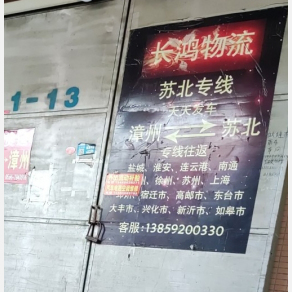 长鸿物流
苏北专线
天天发车
漳州 苏北
专线往返
盐城、淮安、连云港、南通
州、徐州、苏州、上海
宿迁市、高邮市、东台市
大丰市、兴化市、新沂市、如皋市
客服:13859200330
1-13
漳州